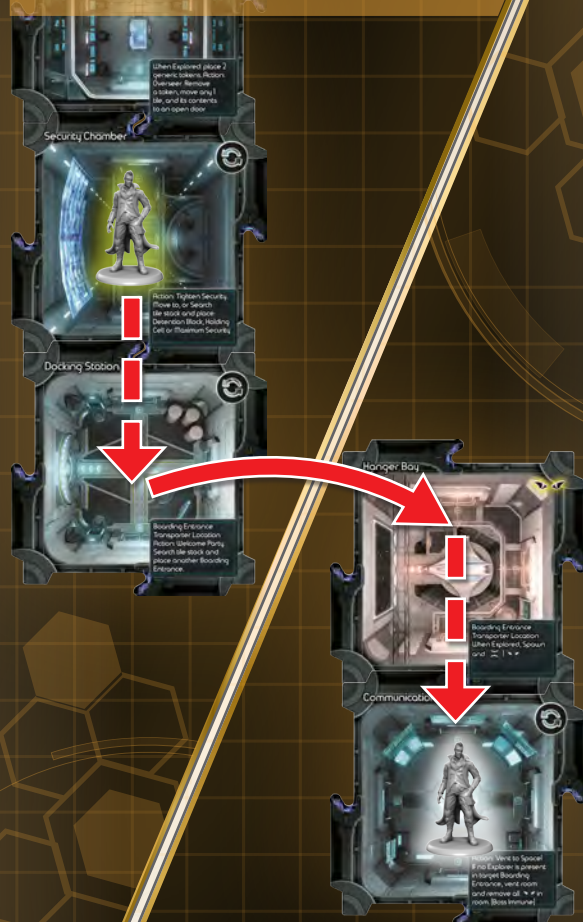 When Explored: place 2
generic tokens. Action:
Overseer. Remove
a token, move any 1
tile, and its contents
to an open door
Security Chamber
Action: Tighten Security.
Move to, or Search
tile stack and place
Detention Block, Holding
Cell or Maximum Security
Docking Station
Boarding Entrance
Transporter Location
Action: Welcome Party.
Search tile stack and
place another Boarding
Entrance.
Hanger Bay
Boarding Entrance
Transporter Location
When Explored, Spawn
and
Communication
Action: Vent to Space!
If no Explorer is present
in target Boarding
Entrance, vent room
and remove all in
room. [Boss Immune]